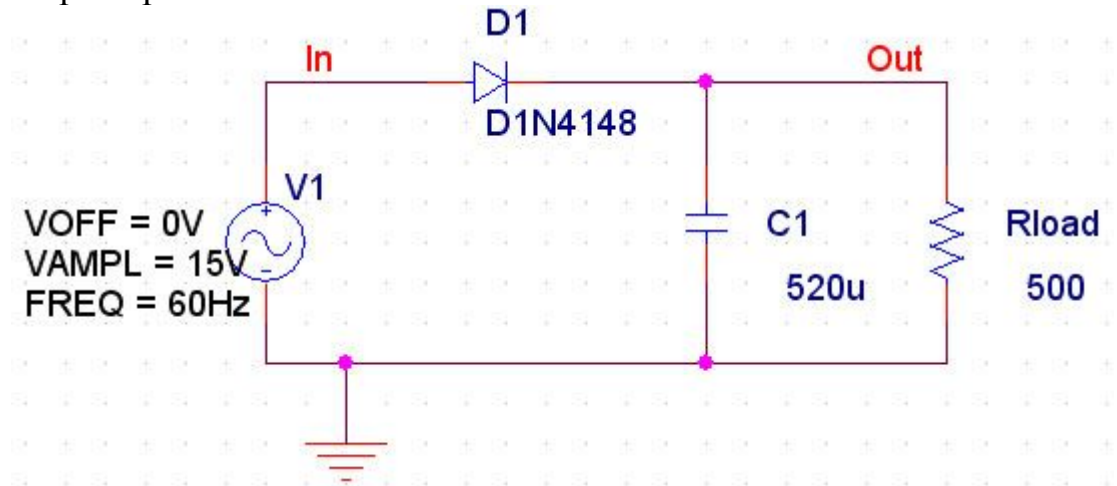 D1
In
Out
D1N4148
V1
VOFF = 0V
VAMPL = 15V
FREQ = 60Hz
C1
520u
Rload
500